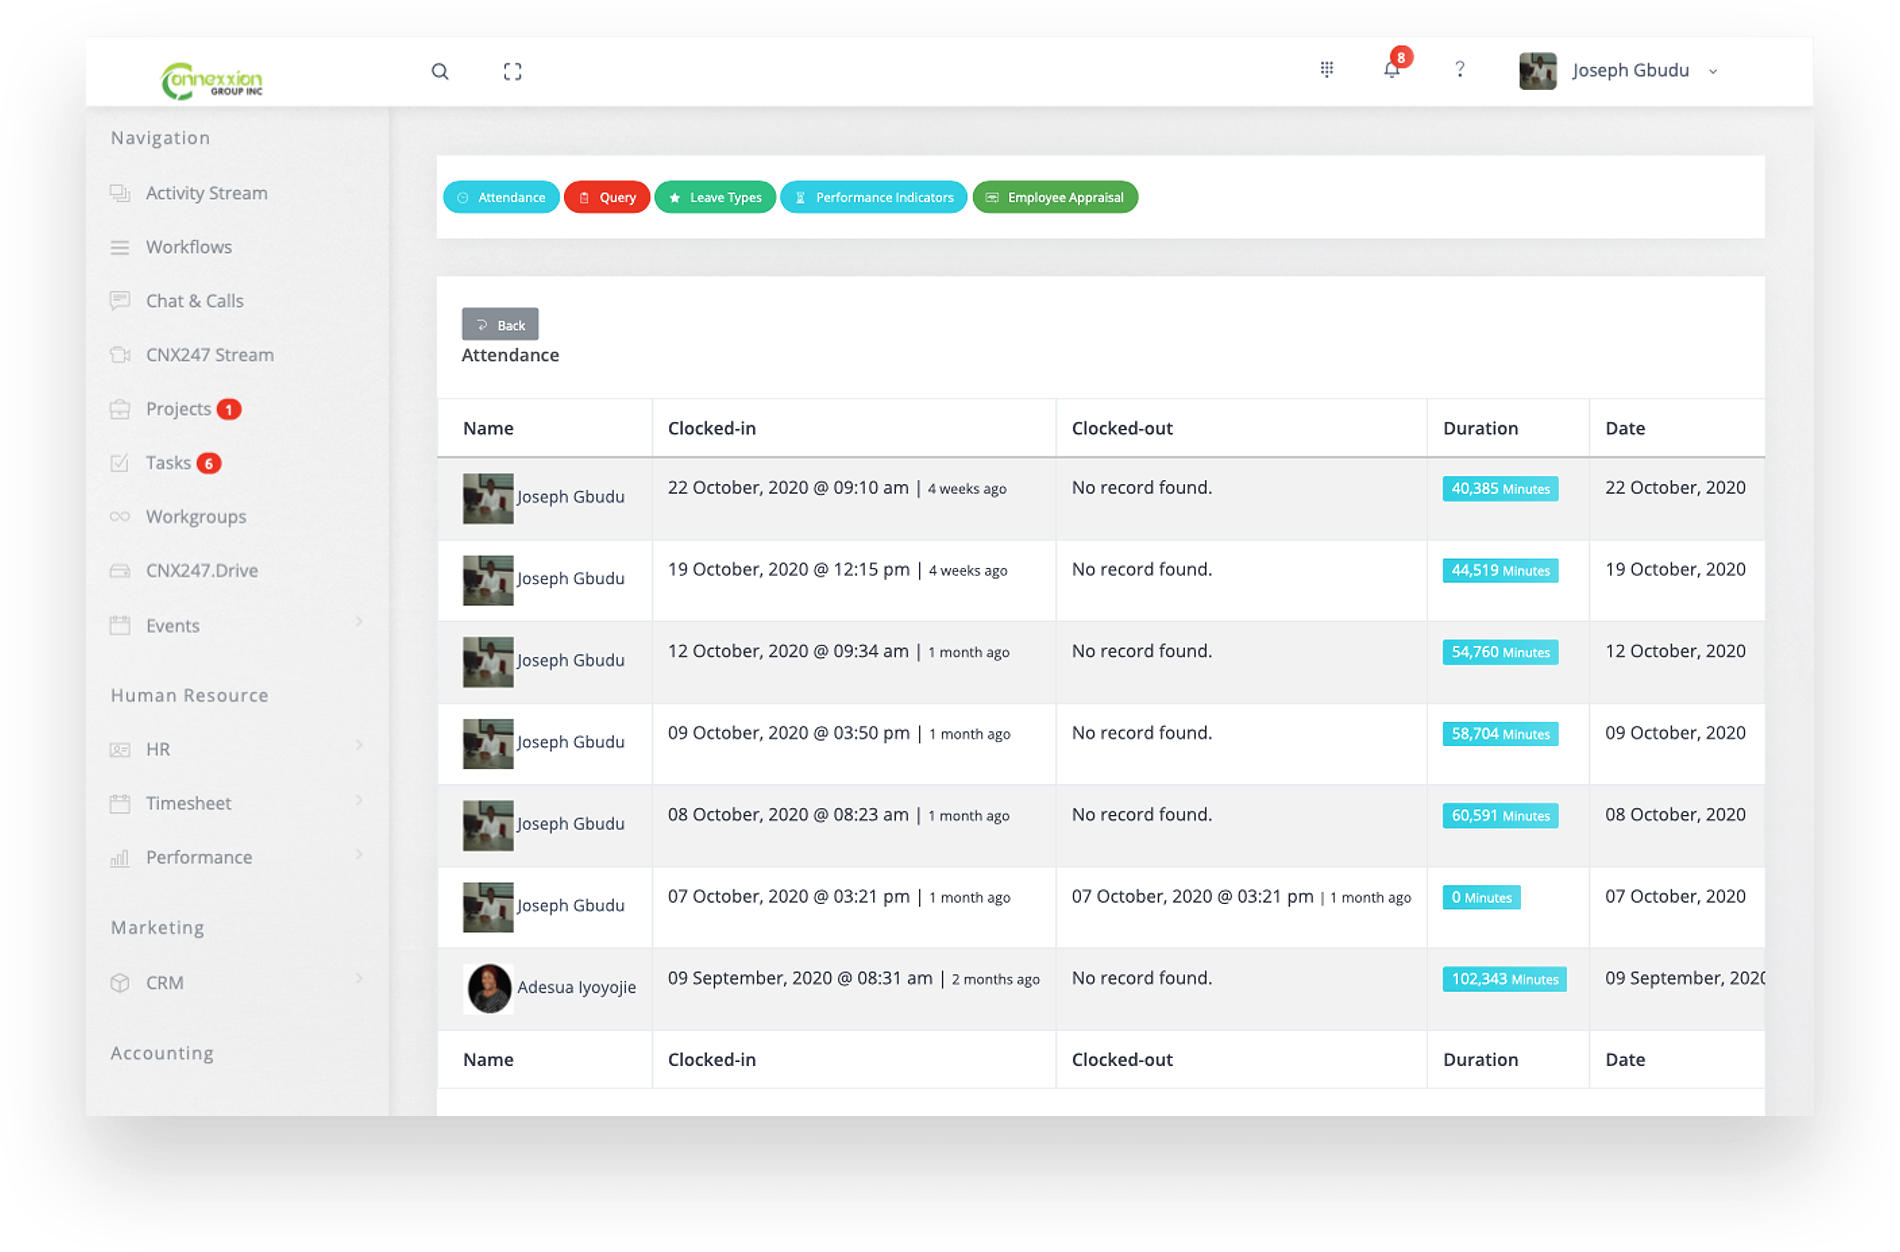 Connexxion
GROUP INC
8
?
Joseph Gbudu
Navigation
Activity Stream
Workflows
Chat & Calls
CNX247 Stream
Projects 1
Tasks 6
Workgroups
CNX247.Drive
Events
Human Resource
HR
Timesheet
Performance
Marketing
CRM
Accounting
Attendance Query Leave Types Performance Indicators Employee Appraisal
Back
Attendance
Name Clocked-in Clocked-out Duration Date
Joseph Gbudu 22 October, 2020 @ 09:10 am | 4 weeks ago No record found. 40,385 Minutes 22 October, 2020
Joseph Gbudu 19 October, 2020 @ 12:15 pm | 4 weeks ago No record found. 44,519 Minutes 19 October, 2020
Joseph Gbudu 12 October, 2020 @ 09:34 am | 1 month ago No record found. 54,760 Minutes 12 October, 2020
Joseph Gbudu 09 October, 2020 @ 03:50 pm | 1 month ago No record found. 58,704 Minutes 09 October, 2020
Joseph Gbudu 08 October, 2020 @ 08:23 am | 1 month ago No record found. 60,591 Minutes 08 October, 2020
Joseph Gbudu 07 October, 2020 @ 03:21 pm | 1 month ago 07 October, 2020 @ 03:21 pm | 1 month ago 0 Minutes 07 October, 2020
Adesua Iyoyojie 09 September, 2020 @ 08:31 am | 2 months ago No record found. 102,343 Minutes 09 September, 2020
Name Clocked-in Clocked-out Duration Date